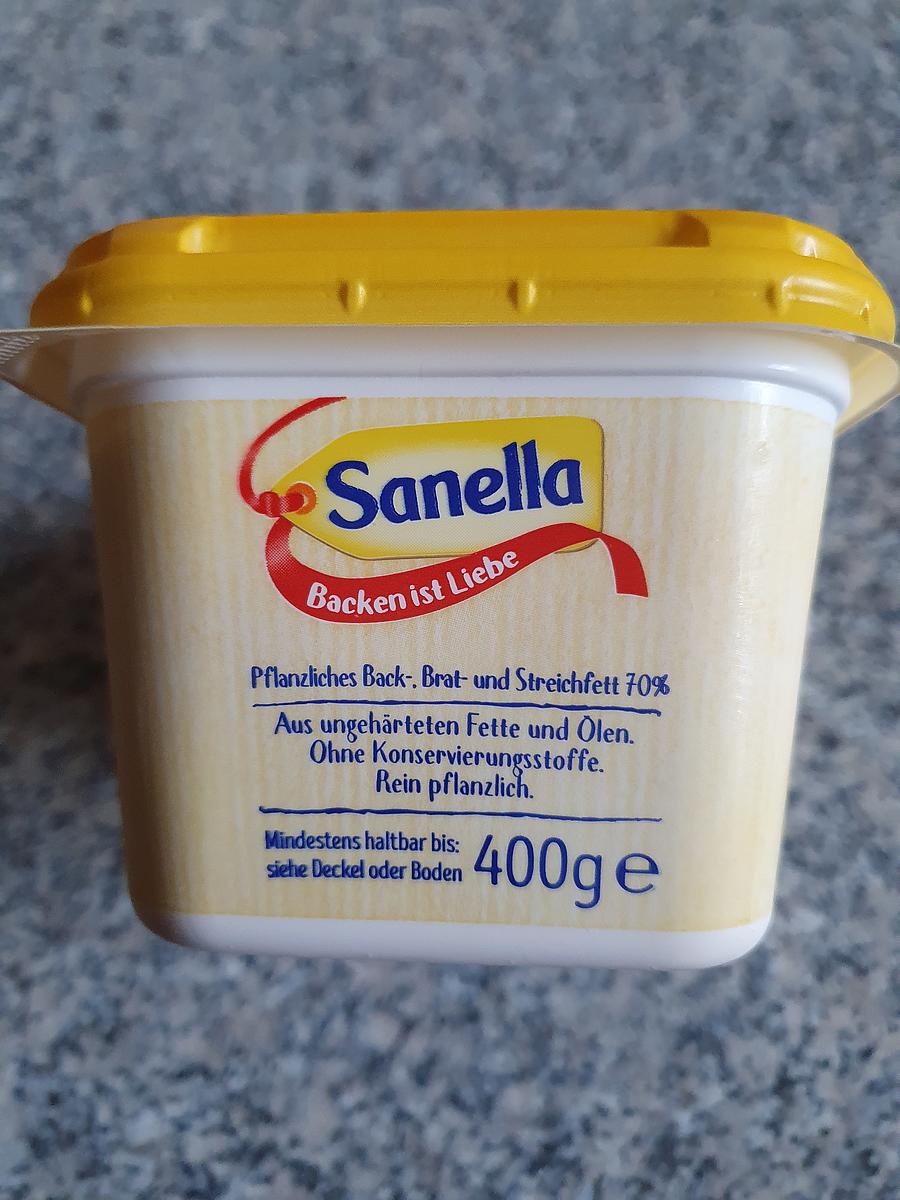 Sanella
Backen ist Liebe
Pflanzliches Back-, Brat- und Streichfett 70%
Aus ungehärteten Fette und Ölen.
Ohne Konservierungsstoffe.
Rein pflanzlich.
Mindestens haltbar bis:
siehe Deckel oder Boden
400g e